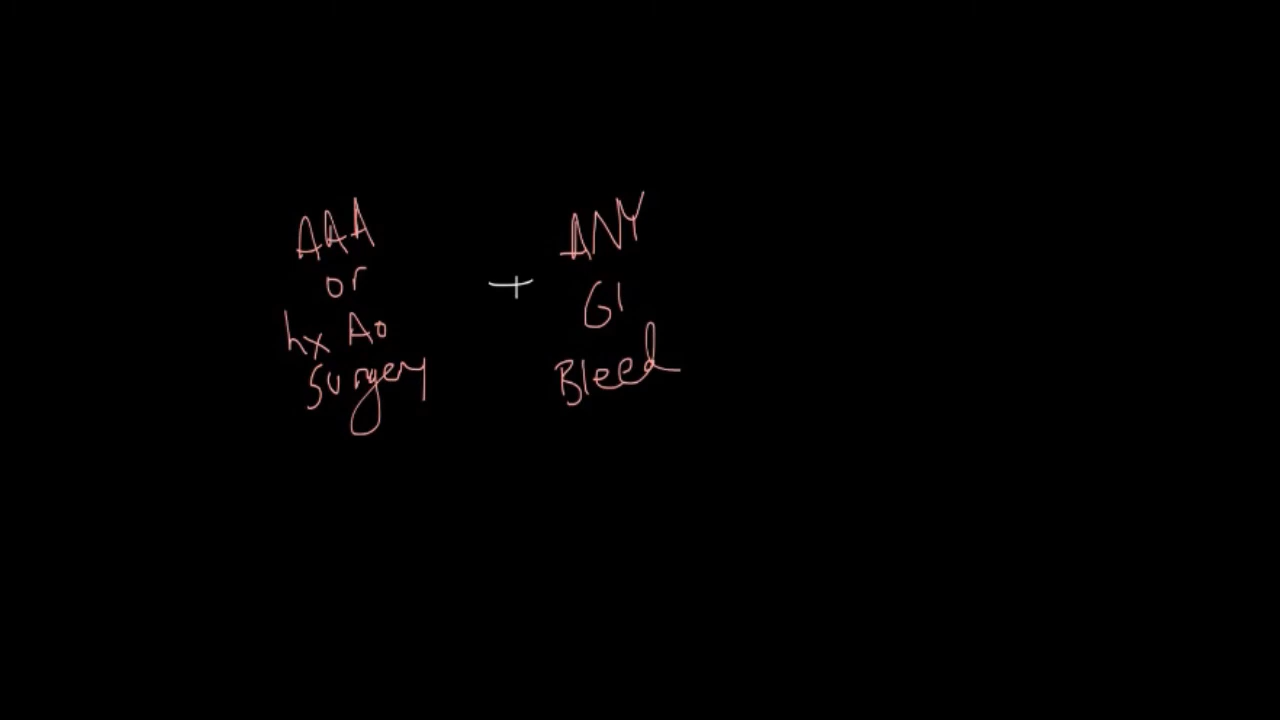 AAA
or
hx Ao
Surgery
+
ANY
GI
Bleed